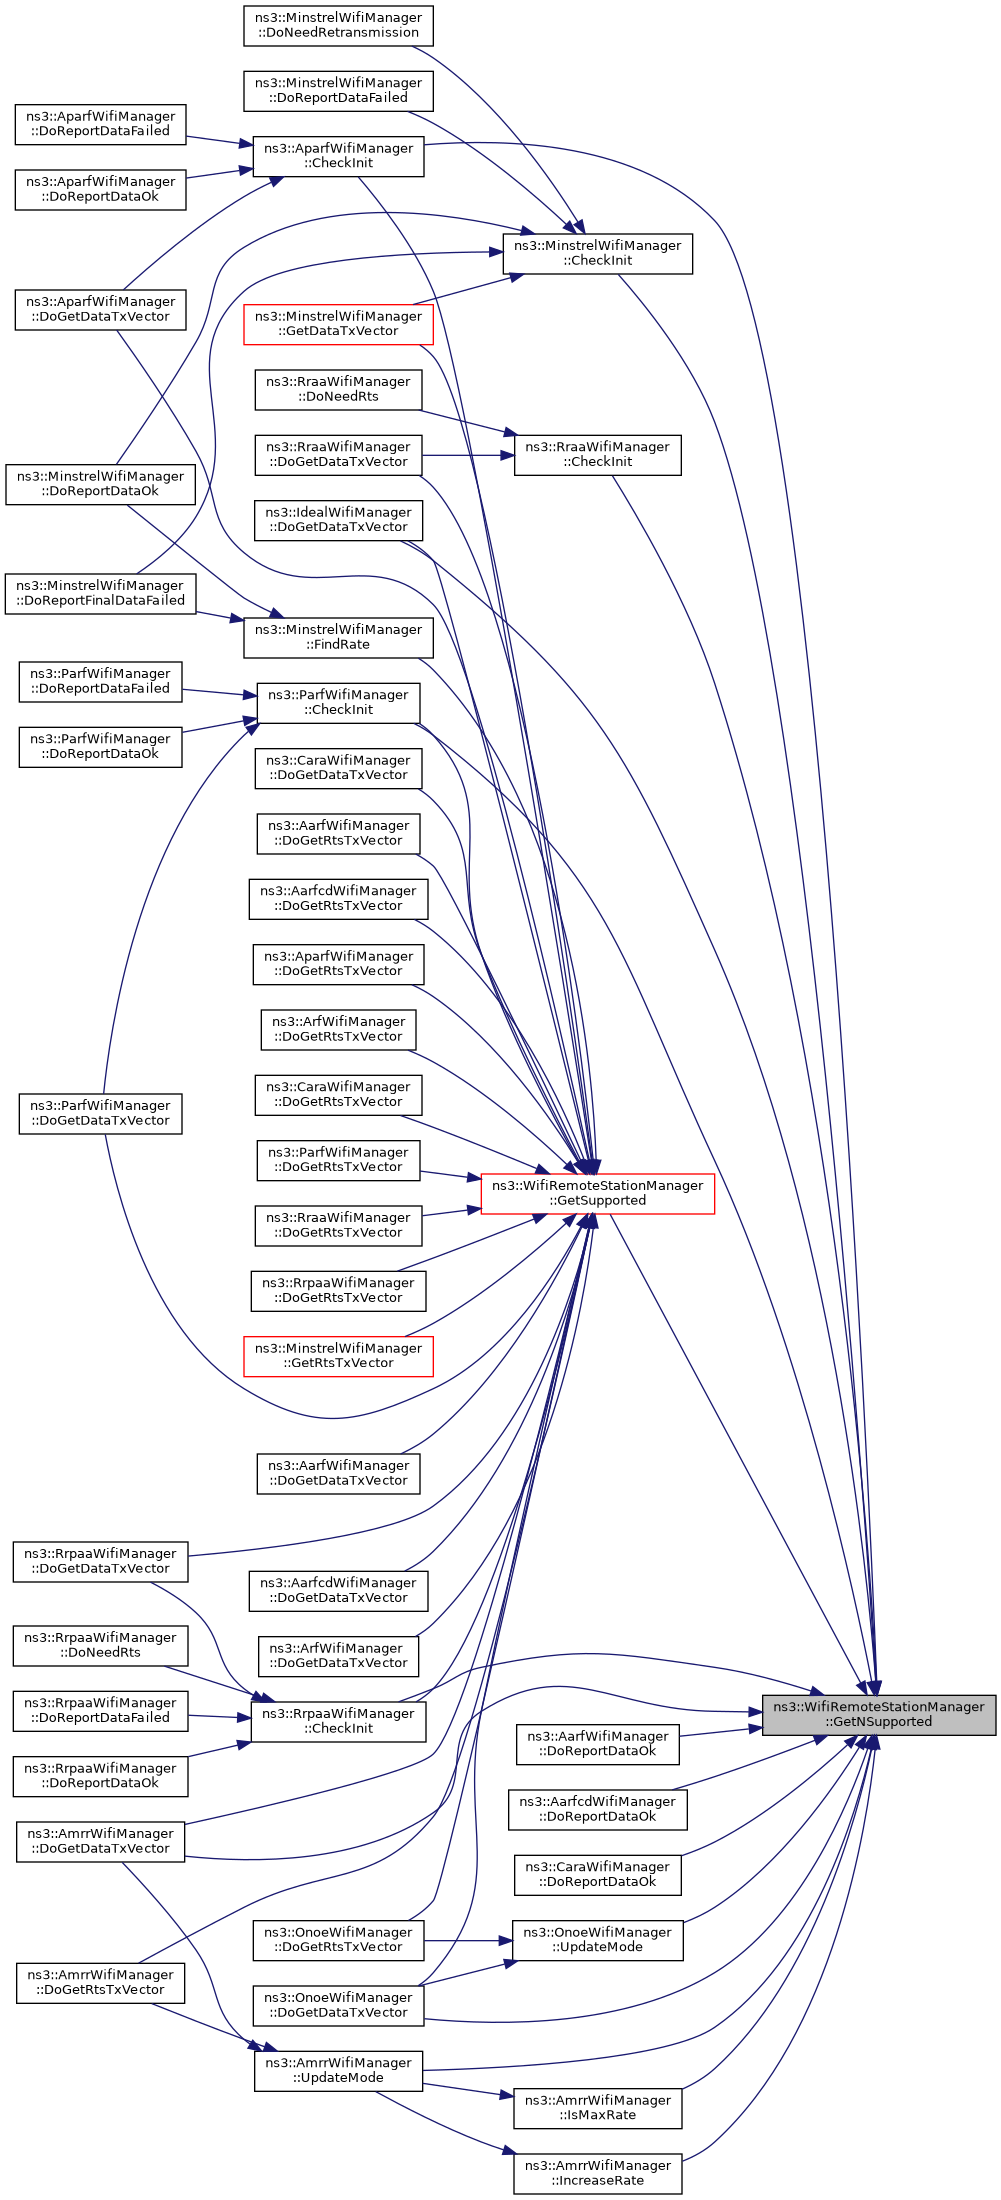 ns3::MinstrelWifiManager
::DoNeedRetransmission
ns3::MinstrelWifiManager
::DoReportDataFailed
ns3::AparfWifiManager
::DoReportDataFailed
ns3::AparfWifiManager
::CheckInit
ns3::AparfWifiManager
::DoReportDataOk
ns3::MinstrelWifiManager
::CheckInit
ns3::AparfWifiManager
::DoGetDataTxVector
ns3::MinstrelWifiManager
::GetDataTxVector
ns3::RraaWifiManager
::DoNeedRts
ns3::RraaWifiManager
::DoGetDataTxVector
ns3::RraaWifiManager
::CheckInit
ns3::MinstrelWifiManager
::DoReportDataOk
ns3::IdealWifiManager
::DoGetDataTxVector
ns3::MinstrelWifiManager
::DoReportFinalDataFailed
ns3::MinstrelWifiManager
::FindRate
ns3::ParfWifiManager
::DoReportDataFailed
ns3::ParfWifiManager
::CheckInit
ns3::ParfWifiManager
::DoReportDataOk
ns3::CaraWifiManager
::DoGetDataTxVector
ns3::AarfWifiManager
::DoGetRtsTxVector
ns3::AarfcdWifiManager
::DoGetRtsTxVector
ns3::AparfWifiManager
::DoGetRtsTxVector
ns3::ArfWifiManager
::DoGetRtsTxVector
ns3::CaraWifiManager
::DoGetRtsTxVector
ns3::ParfWifiManager
::DoGetDataTxVector
ns3::ParfWifiManager
::DoGetRtsTxVector
ns3::WifiRemoteStationManager
::GetSupported
ns3::RraaWifiManager
::DoGetRtsTxVector
ns3::RrpaaWifiManager
::DoGetRtsTxVector
ns3::MinstrelWifiManager
::GetRtsTxVector
ns3::AarfWifiManager
::DoGetDataTxVector
ns3::RrpaaWifiManager
::DoGetDataTxVector
ns3::AarfcdWifiManager
::DoGetDataTxVector
ns3::RrpaaWifiManager
::DoNeedRts
ns3::ArfWifiManager
::DoGetDataTxVector
ns3::RrpaaWifiManager
::DoReportDataFailed
ns3::RrpaaWifiManager
::CheckInit
ns3::WifiRemoteStationManager
::GetNSupported
ns3::AarfWifiManager
::DoReportDataOk
ns3::RrpaaWifiManager
::DoReportDataOk
ns3::AarfcdWifiManager
::DoReportDataOk
ns3::AmrrWifiManager
::DoGetDataTxVector
ns3::CaraWifiManager
::DoReportDataOk
ns3::OnoeWifiManager
::DoGetRtsTxVector
ns3::OnoeWifiManager
::UpdateMode
ns3::AmrrWifiManager
::DoGetRtsTxVector
ns3::OnoeWifiManager
::DoGetDataTxVector
ns3::AmrrWifiManager
::UpdateMode
ns3::AmrrWifiManager
::IsMaxRate
ns3::AmrrWifiManager
::IncreaseRate